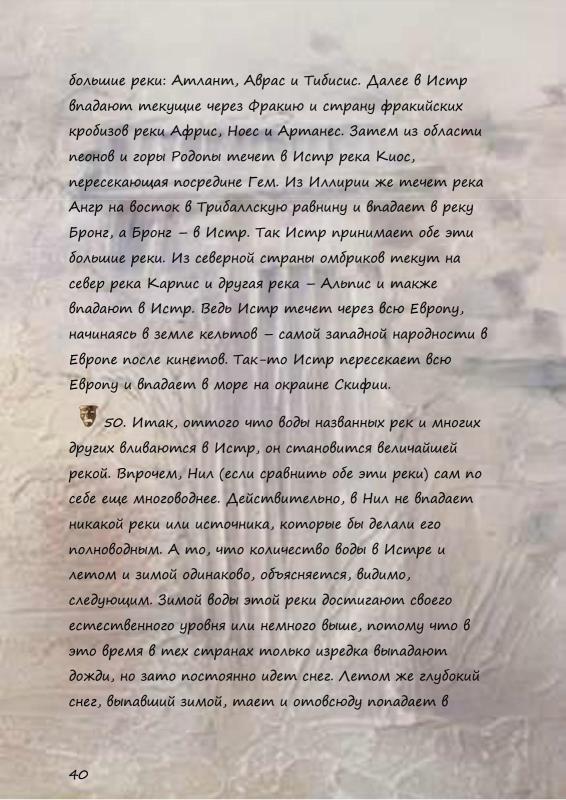 большие реки: Атлант, Аврас и Тибисис. Далее в Истр
впадают текущие через Фракию и страну фракийских
кробизов реки Африс, Ноес и Артанес. Затем из области
пеонов и горы Родопы течет в Истр река Киос,
пересекающая посредине Гем. Из Иллирии же течет река
Ангр на восток в Трибаллскую равнину и впадает в реку
Бронг, а Бронг – в Истр. Так Истр принимает обе эти
большие реки. Из северной страны омбриков текут на
север река Карпис и другая река – Альпис и также
впадают в Истр. Ведь Истр течет через всю Европу,
начинаясь в земле кельтов – самой западной народности в
Европе после кинетов. Так-то Истр пересекает всю
Европу и впадает в море на окраине Скифии.
50. Итак, оттого что воды названных рек и многих
других вливаются в Истр, он становится величайшей
рекой. Впрочем, Нил (если сравнить обе эти реки) сам по
себе еще многоводнее. Действительно, в Нил не впадает
никакой реки или источника, которые бы делали его
полноводным. А то, что количество воды в Истре и
летом и зимой одинаково, объясняется, видимо,
следующим. Зимой воды этой реки достигают своего
естественного уровня или немного выше, потому что в
это время в тех странах только изредка выпадают
дожди, но зато постоянно идет снег. Летом же глубокий
снег, выпавший зимой, тает и отовсюду попадает в
40